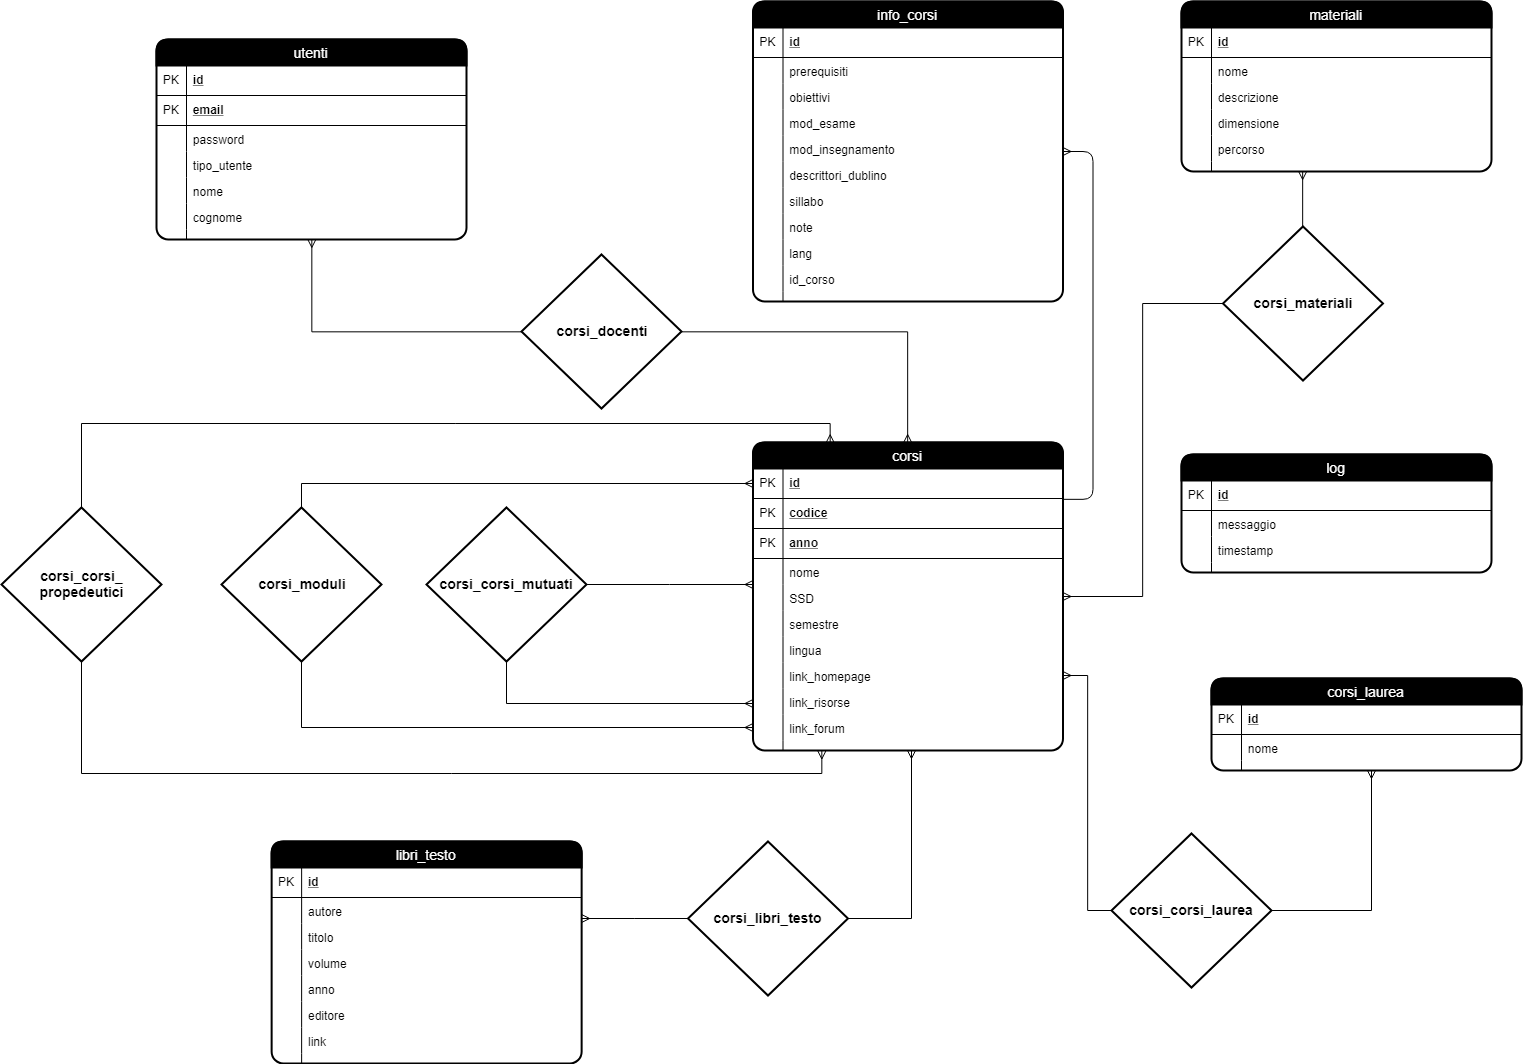 info_corsi
PK id
prerequisiti
obiettivi
mod_esame
mod_insegnamento
descrittori_dublino
sillabo
note
lang
id_corso
materiali
PK id
nome
descrizione
dimensione
percorso
utenti
PK id
PK email
password
tipo_utente
nome
cognome
corsi_docenti
corsi_materiali
corsi
PK id
PK codice
PK anno
nome
SSD
semestre
lingua
link_homepage
link_risorse
link_forum
log
PK id
messaggio
timestamp
corsi_corsi_
propedeutici
corsi_moduli
corsi_corsi_mutuati
corsi_laurea
PK id
nome
libri_testo
PK id
autore
titolo
volume
anno
editore
link
corsi_libri_testo
corsi_corsi_laurea